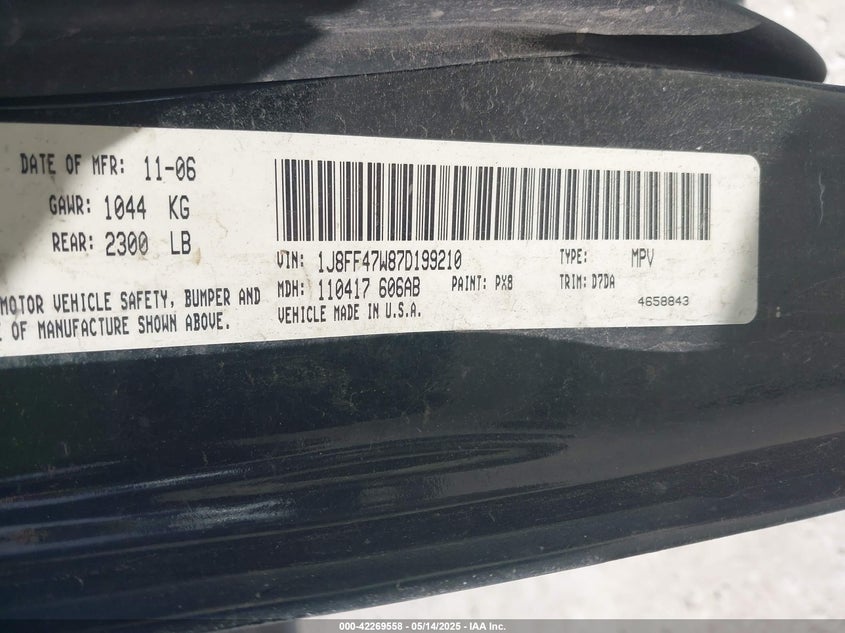 DATE OF MFR: 11-06
GAWR: 1044 KG
REAR: 2300 LB
MOTOR VEHICLE SAFETY, BUMPER AND
OF MANUFACTURE SHOWN ABOVE.
VIN: 1J8FF47W87D199210 TYPE: MPV
MDH: 110417 606AB PAINT: PX8 TRIM: D7DA
VEHICLE MADE IN U.S.A. 4658843
000-42269558 - 05/14/2025 - IAA Inc.